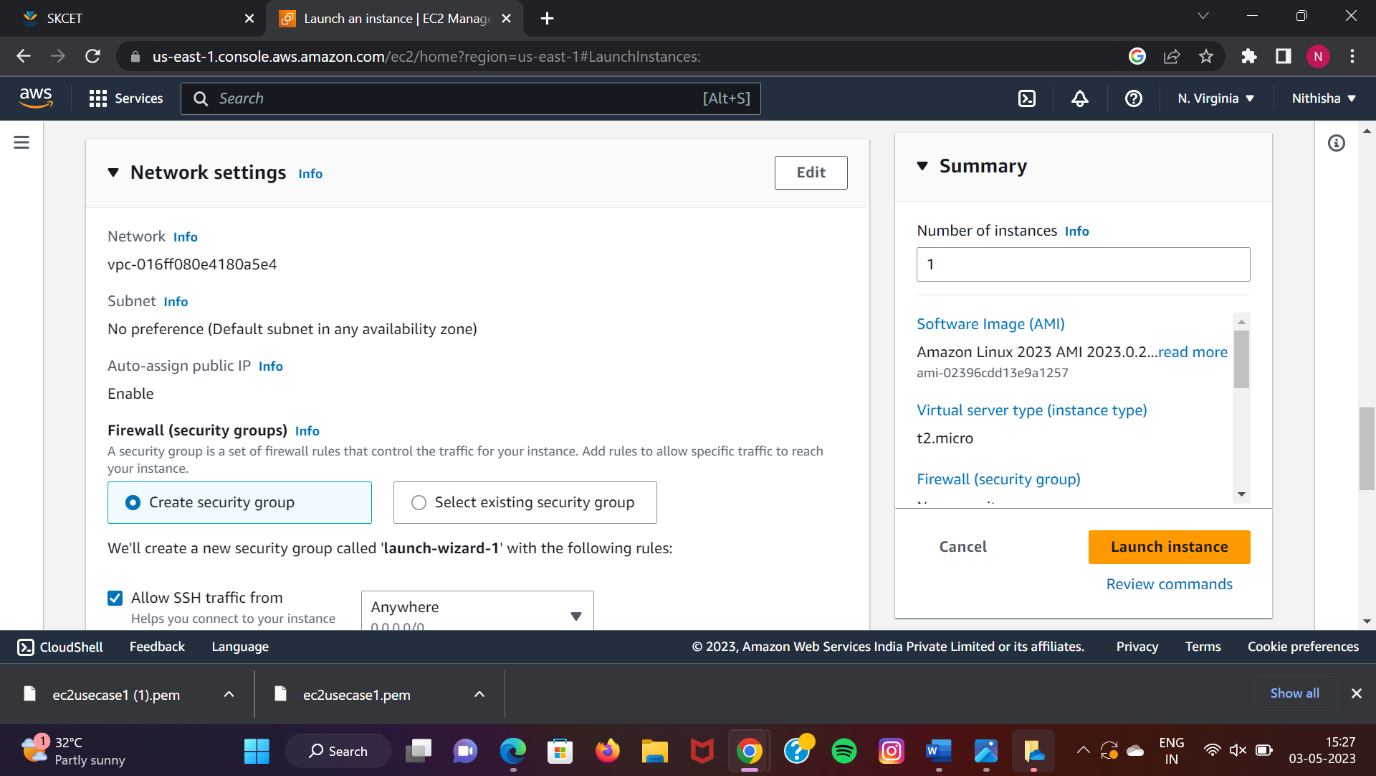 SKCET
Launch an instance | EC2 Manag
us-east-1.console.aws.amazon.com/ec2/home?region=us-east-1#LaunchInstances:
G
N
aws
Services
Search
[Alt+S]
N. Virginia
Nithisha
Network settings Info
Edit
Network Info
vpc-016ff080e4180a5e4
Subnet Info
No preference (Default subnet in any availability zone)
Auto-assign public IP Info
Enable
Firewall (security groups) Info
A security group is a set of firewall rules that control the traffic for your instance. Add rules to allow specific traffic to reach
your instance.
Create security group
Select existing security group
We'll create a new security group called 'launch-wizard-1' with the following rules:
Allow SSH traffic from
Helps you connect to your instance
Anywhere
0.0.0.0/0
Summary
Number of instances Info
1
Software Image (AMI)
Amazon Linux 2023 AMI 2023.0.2...read more
ami-02396cdd13e9a1257
Virtual server type (instance type)
t2.micro
Firewall (security group)
Cancel
Launch instance
Review commands
CloudShell
Feedback
Language
© 2023, Amazon Web Services India Private Limited or its affiliates.
Privacy
Terms
Cookie preferences
ec2usecase1 (1).pem
ec2usecase1.pem
Show all
1
32°C
Partly sunny
Search
W
ENG
IN
15:27
03-05-2023